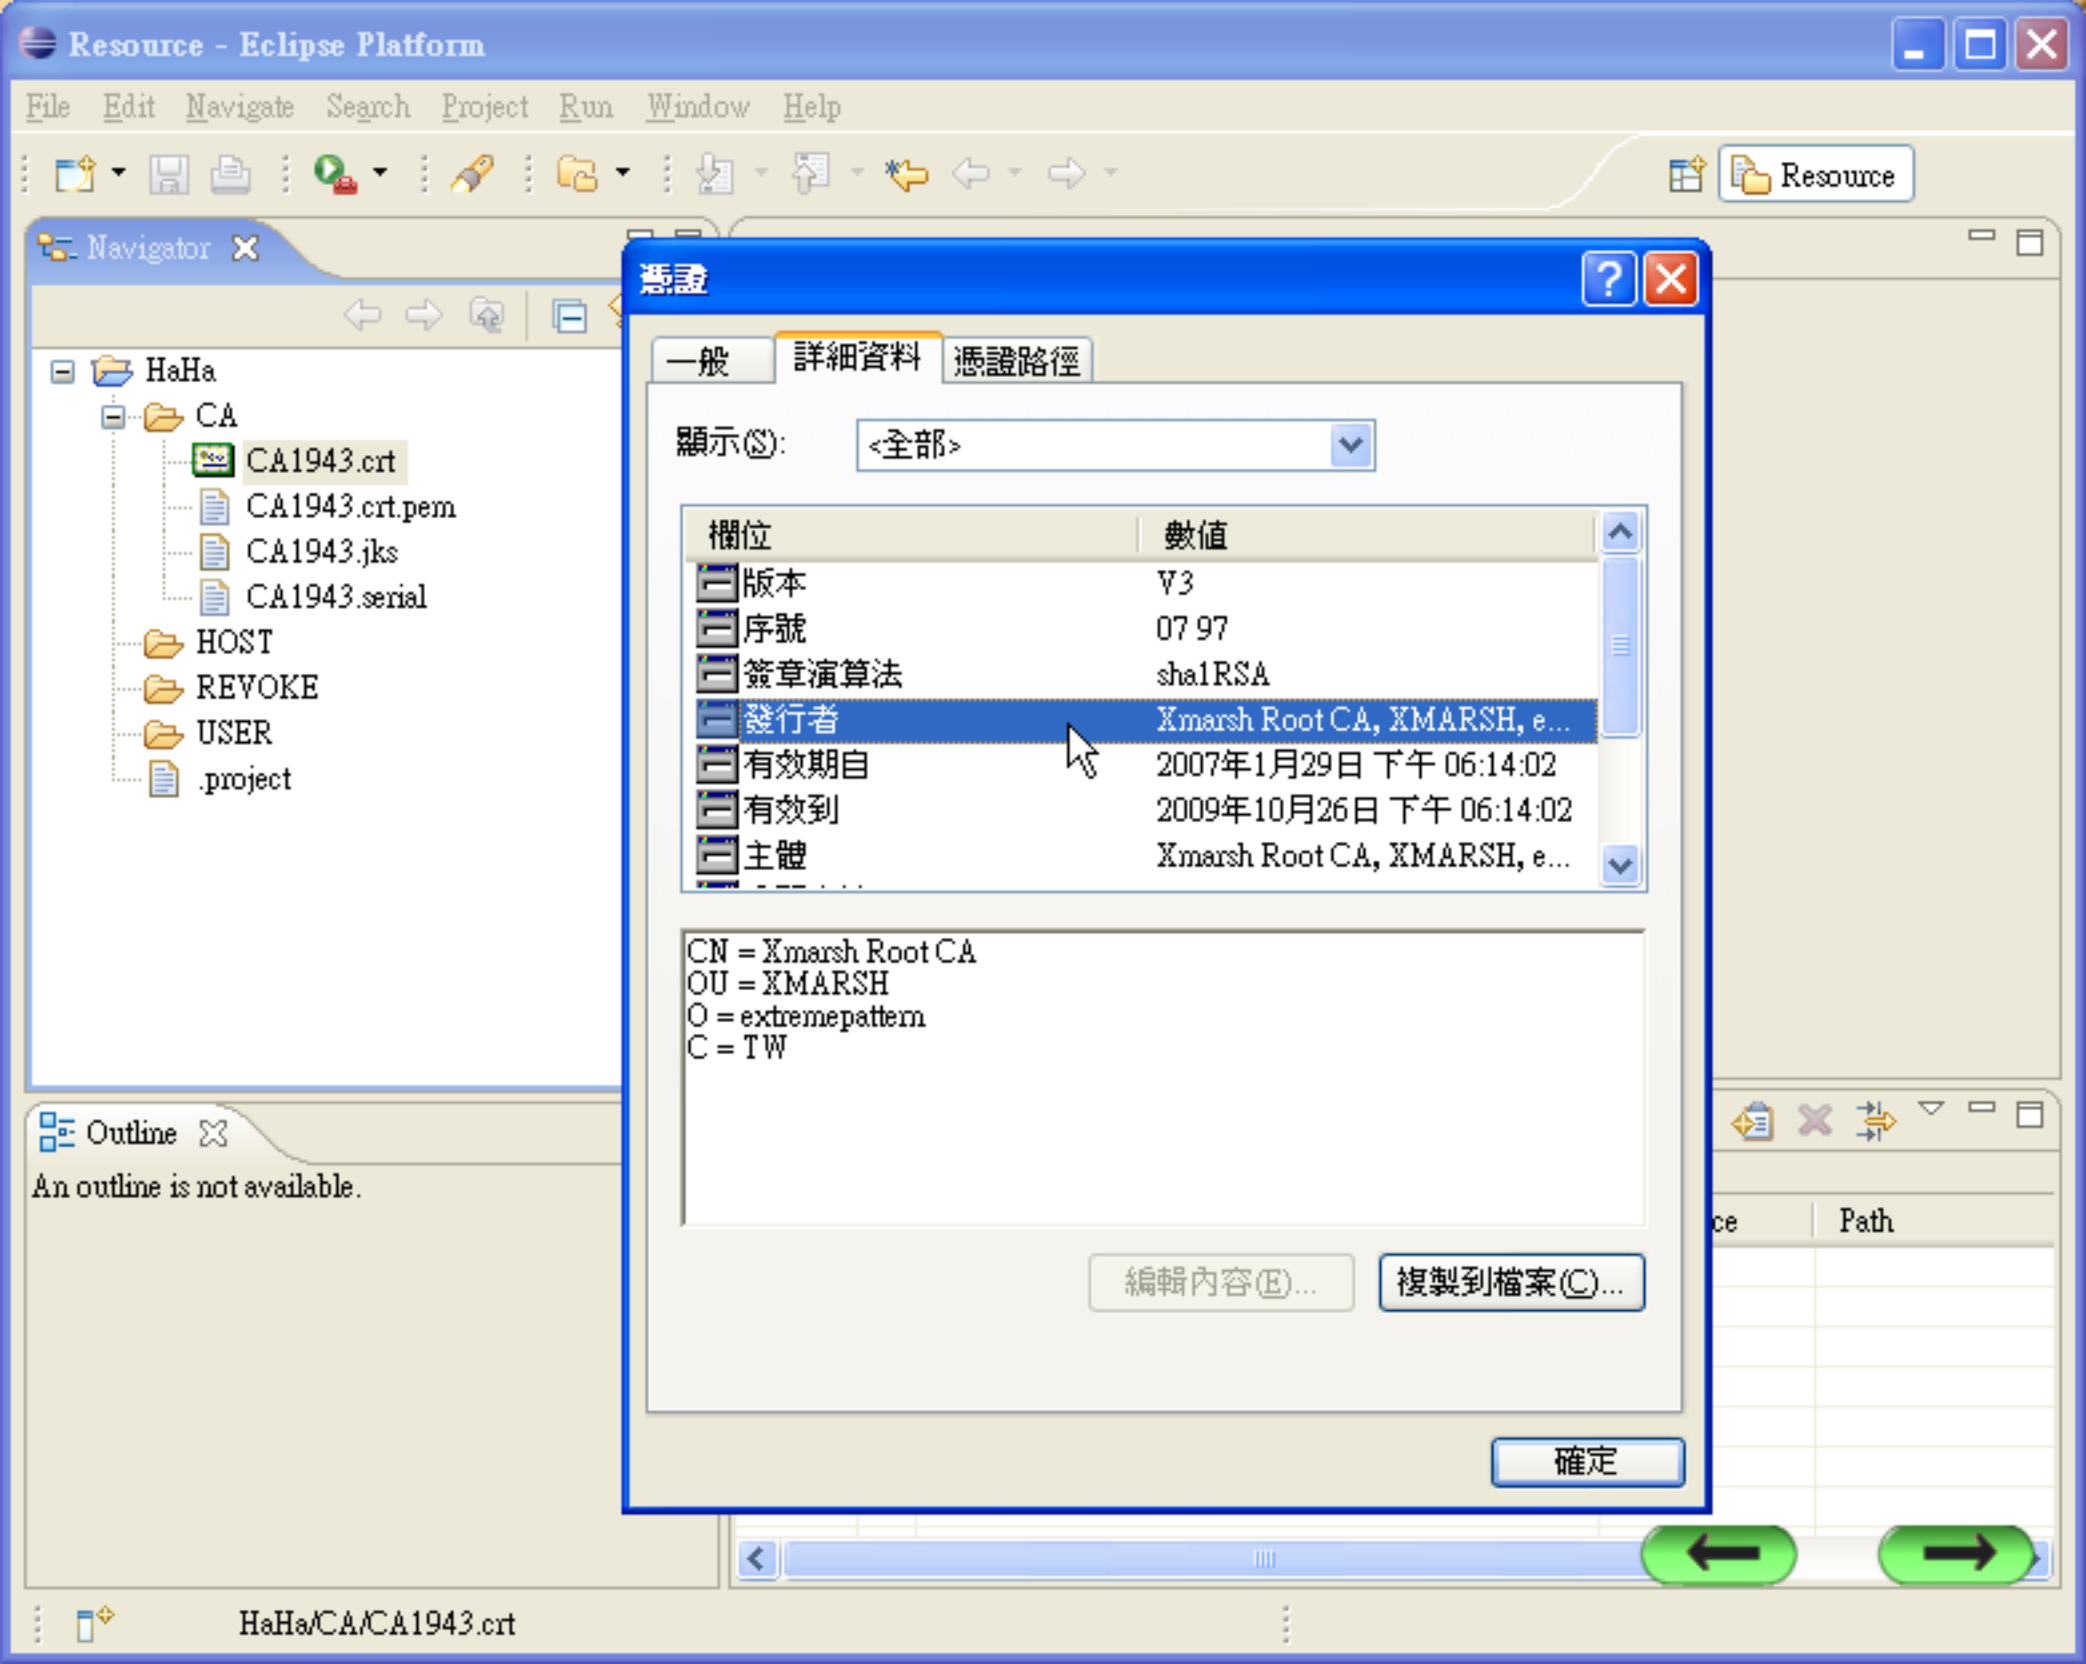 Resource - Eclipse Platform
File Edit Navigate Search Project Run Window Help
Resource
Navigator
HaHa
CA
CA1943.crt
CA1943.crt.pem
CA1943.jks
CA1943.serial
HOST
REVOKE
USER
.project
憑證
一般 詳細資料 憑證路徑
顯示(S): <全部>
欄位 數值
版本 V3
序號 07 97
簽章演算法 sha1RSA
發行者 Xmarsh Root CA, XMARSH, e...
有效期自 2007年1月29日 下午 06:14:02
有效到 2009年10月26日 下午 06:14:02
主體 Xmarsh Root CA, XMARSH, e...
CN = Xmarsh Root CA
OU = XMARSH
O = extremepattern
C = TW
編輯內容(E)... 複製到檔案(C)...
確定
Outline
An outline is not available.
ce Path
HaHa/CA/CA1943.crt